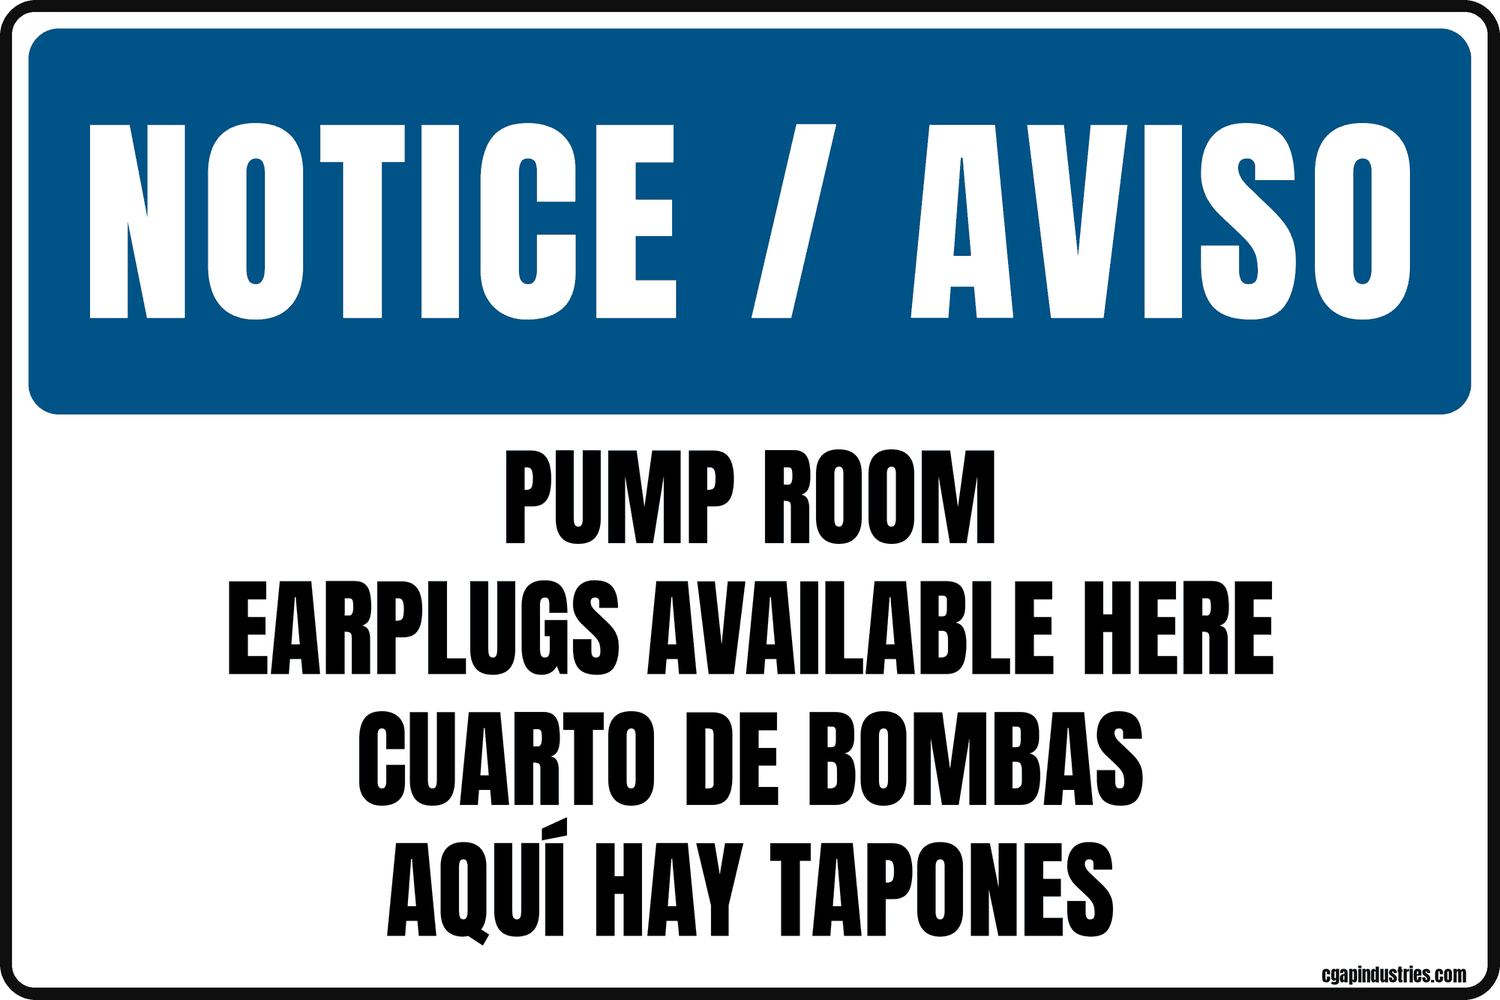 NOTICE / AVISO
PUMP ROOM
EARPLUGS AVAILABLE HERE
CUARTO DE BOMBAS
AQUÍ HAY TAPONES
cgapindustries.com